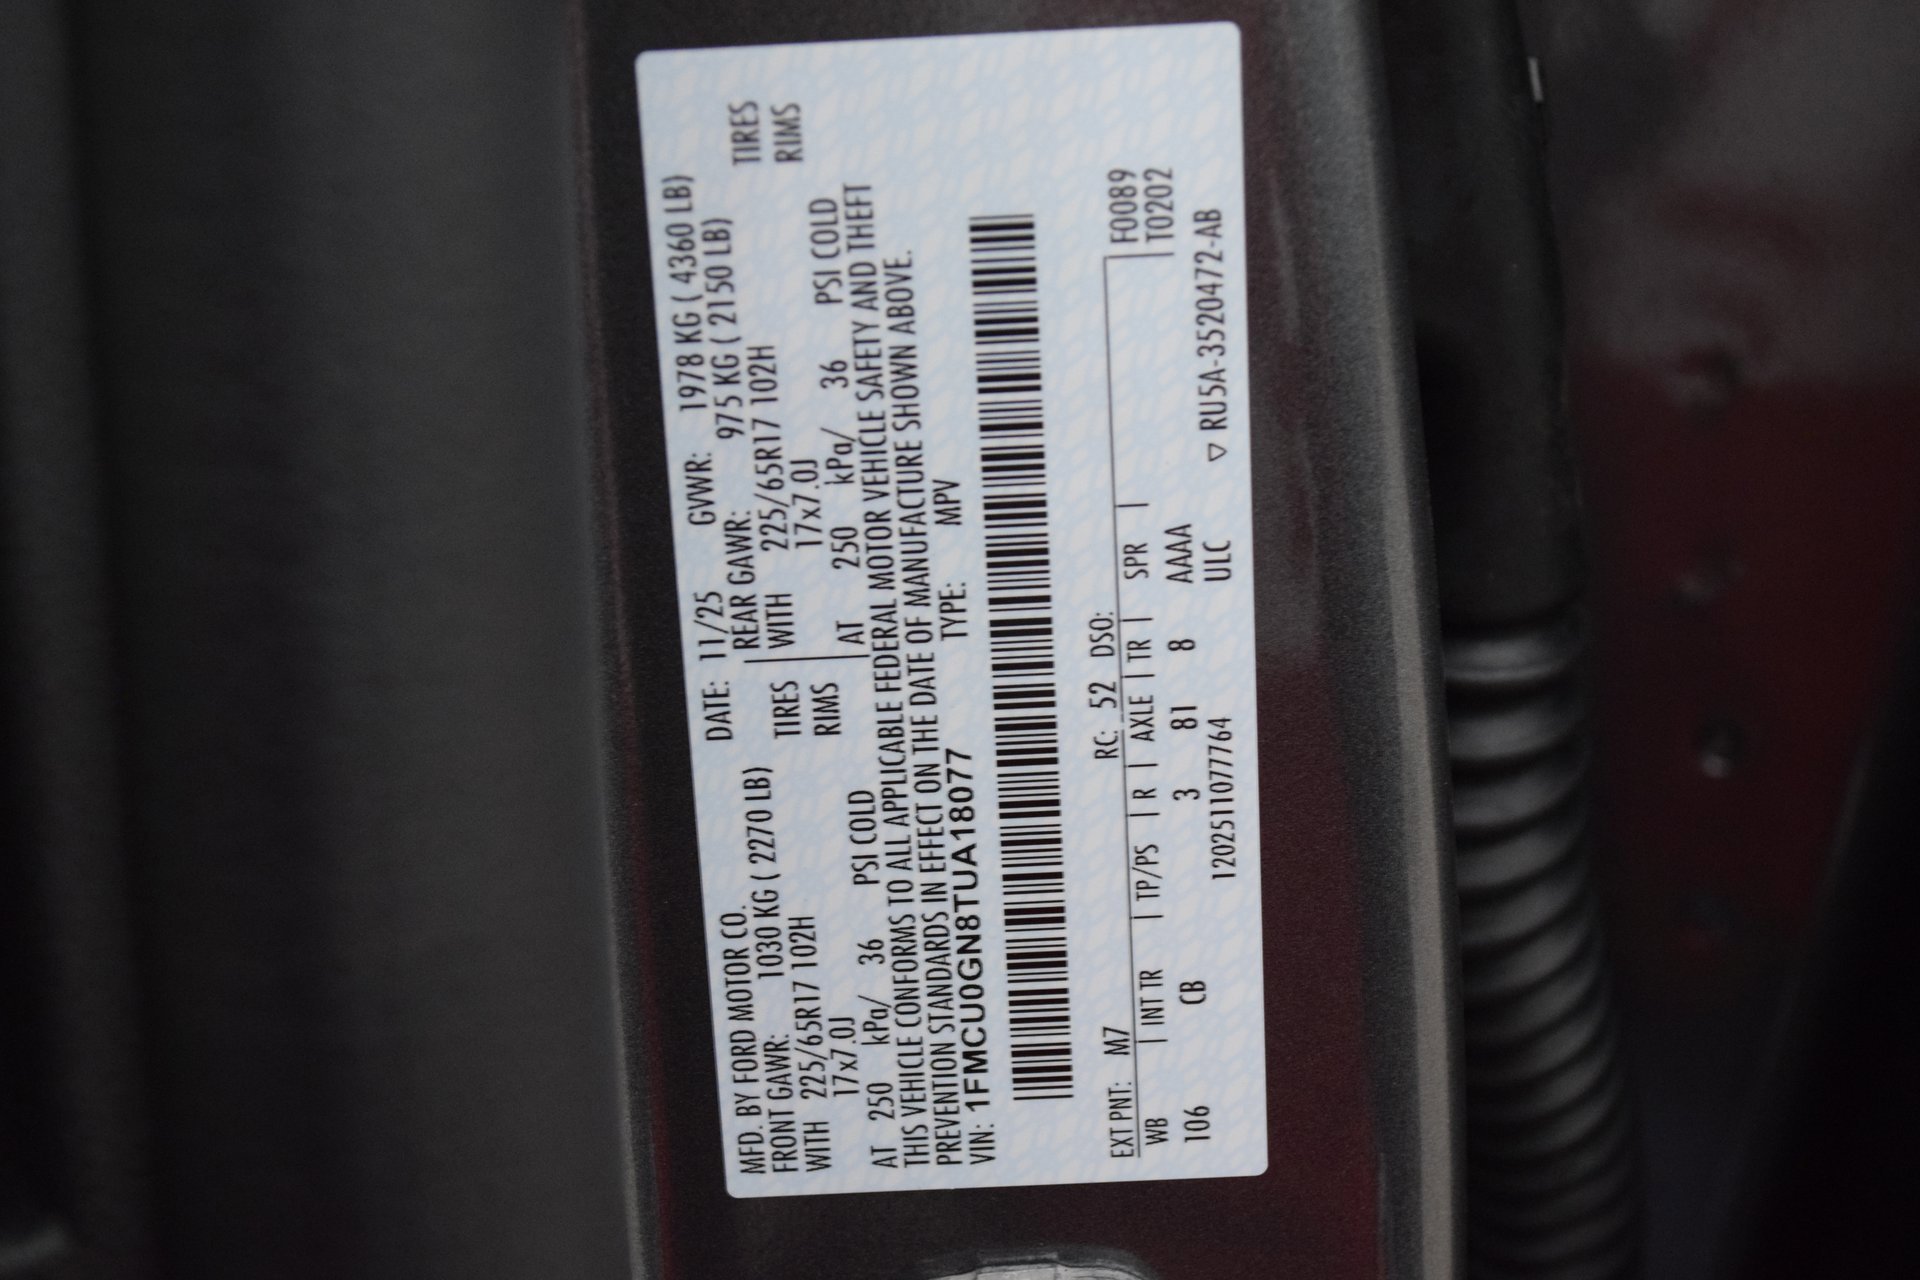 MFD. BY FORD MOTOR CO. DATE: 11/25 GVWR: 1978 KG ( 4360 LB)
FRONT GAWR: 1030 KG ( 2270 LB) REAR GAWR: 975 KG ( 2150 LB)
WITH 225/65R17 102H TIRES WITH 225/65R17 102H TIRES
17x7.0J RIMS 17x7.0J RIMS
AT 250 kPa/ 36 PSI COLD AT 250 kPa/ 36 PSI COLD
THIS VEHICLE CONFORMS TO ALL APPLICABLE FEDERAL MOTOR VEHICLE SAFETY AND THEFT
PREVENTION STANDARDS IN EFFECT ON THE DATE OF MANUFACTURE SHOWN ABOVE.
VIN: 1FMCU0GN8TUA18077 TYPE: MPV
EXT PNT: M7 RC: 52 DSO: F0089
WB INT TR TP/PS R AXLE TR SPR T0202
106 CB 3 81 8 AAAA
1202511077764 ULC ▽ RU5A-3520472-AB